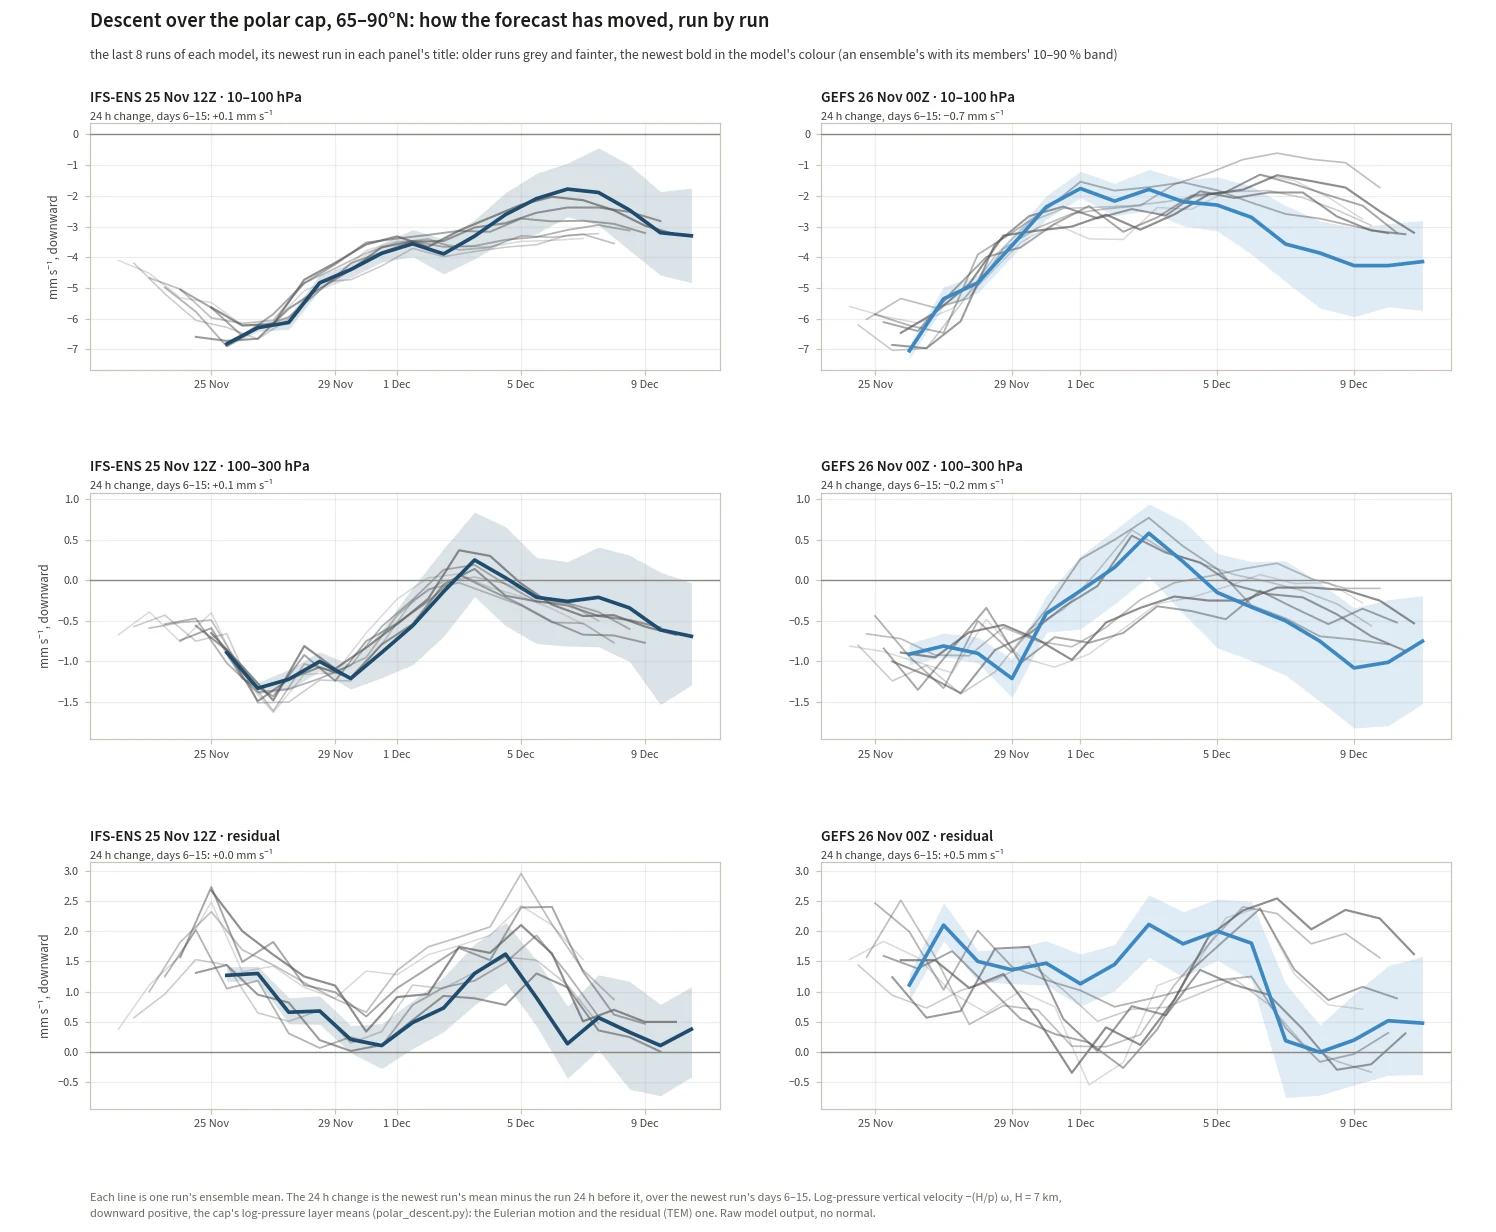 Descent over the polar cap, 65–90°N: how the forecast has moved, run by run
the last 8 runs of each model, its newest run in each panel's title: older runs grey and fainter, the newest bold in the model's colour (an ensemble's with its members' 10–90 % band)
IFS-ENS 25 Nov 12Z · 10–100 hPa
24 h change, days 6–15: +0.1 mm s⁻¹
mm s⁻¹, downward
0
−1
−2
−3
−4
−5
−6
−7
25 Nov 29 Nov 1 Dec 5 Dec 9 Dec
GEFS 26 Nov 00Z · 10–100 hPa
24 h change, days 6–15: −0.7 mm s⁻¹
0
−1
−2
−3
−4
−5
−6
−7
25 Nov 29 Nov 1 Dec 5 Dec 9 Dec
IFS-ENS 25 Nov 12Z · 100–300 hPa
24 h change, days 6–15: +0.1 mm s⁻¹
mm s⁻¹, downward
1.0
0.5
0.0
−0.5
−1.0
−1.5
25 Nov 29 Nov 1 Dec 5 Dec 9 Dec
GEFS 26 Nov 00Z · 100–300 hPa
24 h change, days 6–15: −0.2 mm s⁻¹
1.0
0.5
0.0
−0.5
−1.0
−1.5
25 Nov 29 Nov 1 Dec 5 Dec 9 Dec
IFS-ENS 25 Nov 12Z · residual
24 h change, days 6–15: +0.0 mm s⁻¹
mm s⁻¹, downward
3.0
2.5
2.0
1.5
1.0
0.5
0.0
−0.5
25 Nov 29 Nov 1 Dec 5 Dec 9 Dec
GEFS 26 Nov 00Z · residual
24 h change, days 6–15: +0.5 mm s⁻¹
3.0
2.5
2.0
1.5
1.0
0.5
0.0
−0.5
25 Nov 29 Nov 1 Dec 5 Dec 9 Dec
Each line is one run's ensemble mean. The 24 h change is the newest run's mean minus the run 24 h before it, over the newest run's days 6–15. Log-pressure vertical velocity −(H/p) ω, H = 7 km,
downward positive, the cap's log-pressure layer means (polar_descent.py): the Eulerian motion and the residual (TEM) one. Raw model output, no normal.